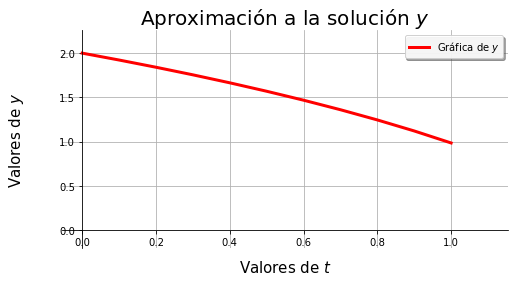 Aproximación a la solución y
Gráfica de y
Valores de y
2.0
1.5
1.0
0.5
0.0
0.0 0.2 0.4 0.6 0.8 1.0
Valores de t